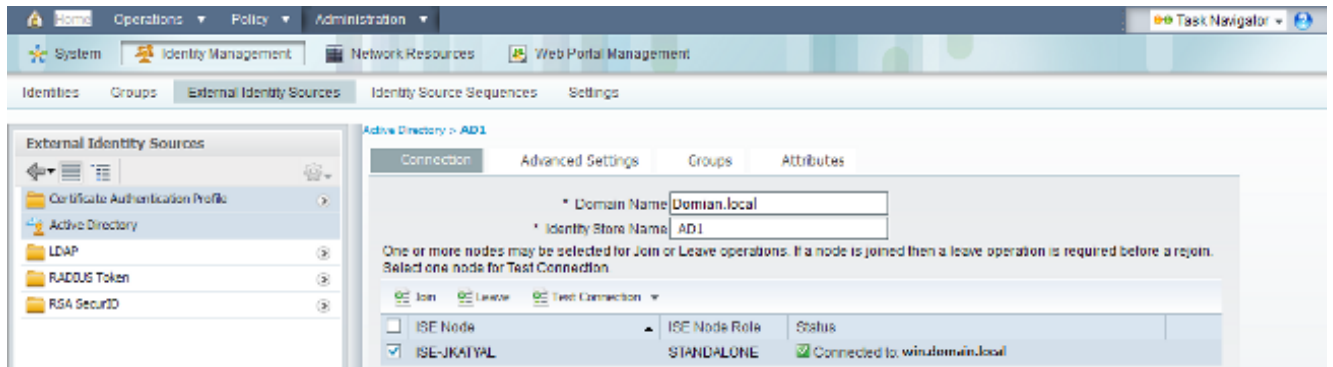 Home Operations Policy Administration Task Navigator
System Identity Management Network Resources Web Portal Management
Identities Groups External Identity Sources Identity Source Sequences Settings
External Identity Sources
Certificate Authentication Profile
Active Directory
LDAP
RADIUS Token
RSA SecurID
Active Directory > AD1
Connection Advanced Settings Groups Attributes
* Domain Name Domian.local
* Identity Store Name AD1
One or more nodes may be selected for Join or Leave operations. If a node is joined then a leave operation is required before a rejoin.
Select one node for Test Connection.
Join Leave Test Connection
ISE Node ISE Node Role Status
ISE-JKATYAL STANDALONE Connected to: win.domain.local